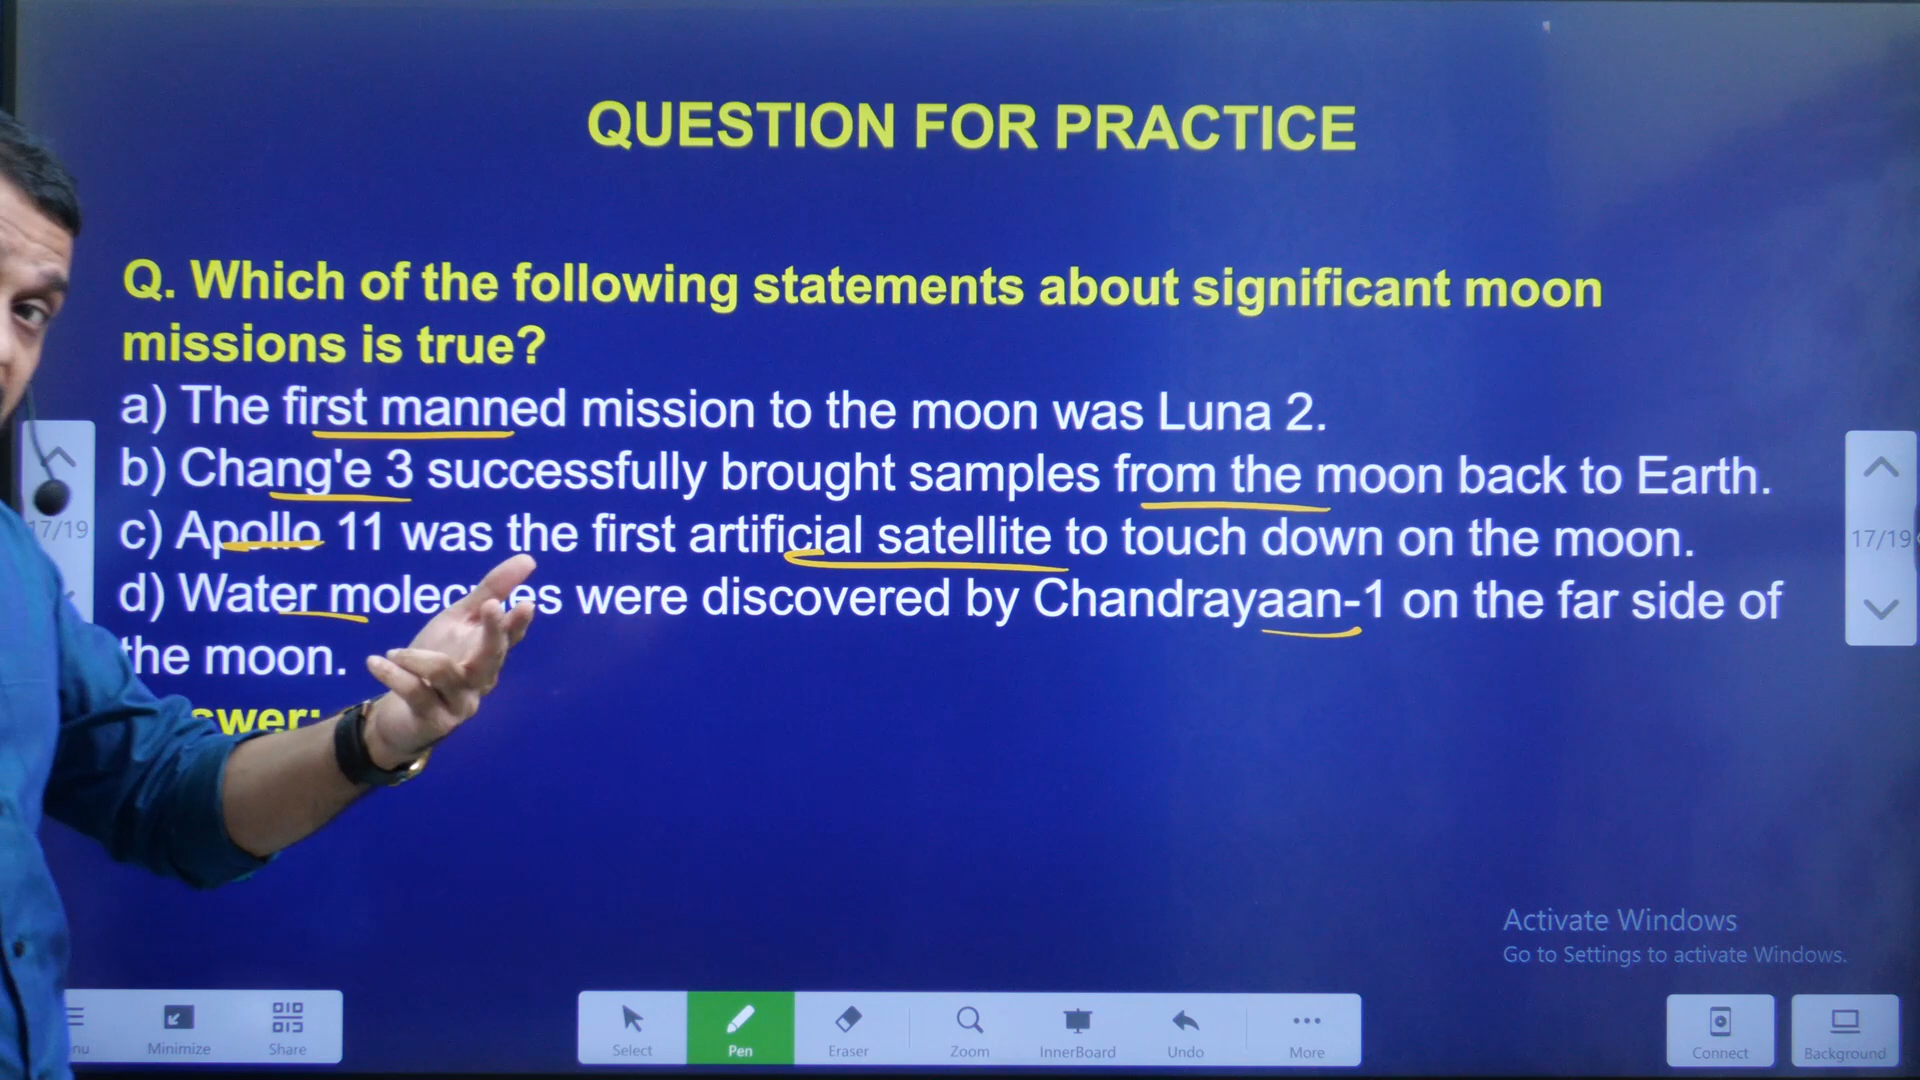 QUESTION FOR PRACTICE
Q. Which of the following statements about significant moon
missions is true?
a) The first manned mission to the moon was Luna 2.
b) Chang'e 3 successfully brought samples from the moon back to Earth.
c) Apollo 11 was the first artificial satellite to touch down on the moon.
d) Water were discovered by Chandrayaan-1 on the far side of
the moon.
17/19
17/19
Activate Windows
Go to Settings to activate Windows.
Minimize
Share
Select
Pen
Eraser
Zoom
InnerBoard
Undo
More
Connect
Background